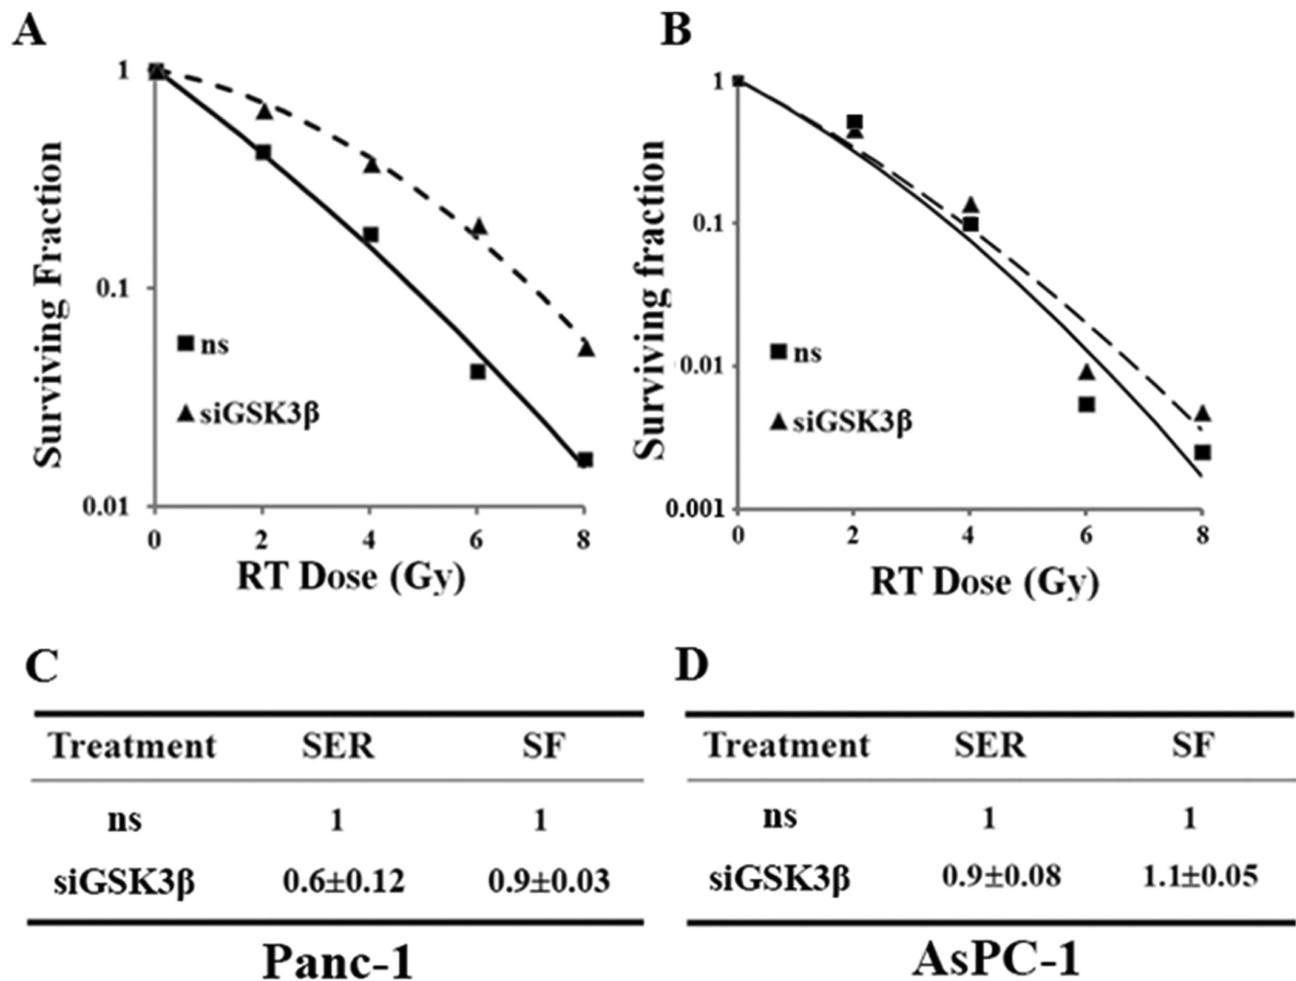 A
Surviving Fraction
1
0.1
0.01
ns
siGSK3β
0 2 4 6 8
RT Dose (Gy)
B
Surviving fraction
1
0.1
0.01
0.001
ns
siGSK3β
0 2 4 6 8
RT Dose (Gy)
C
Treatment SER SF
ns 1 1
siGSK3β 0.6±0.12 0.9±0.03
Panc-1
D
Treatment SER SF
ns 1 1
siGSK3β 0.9±0.08 1.1±0.05
AsPC-1